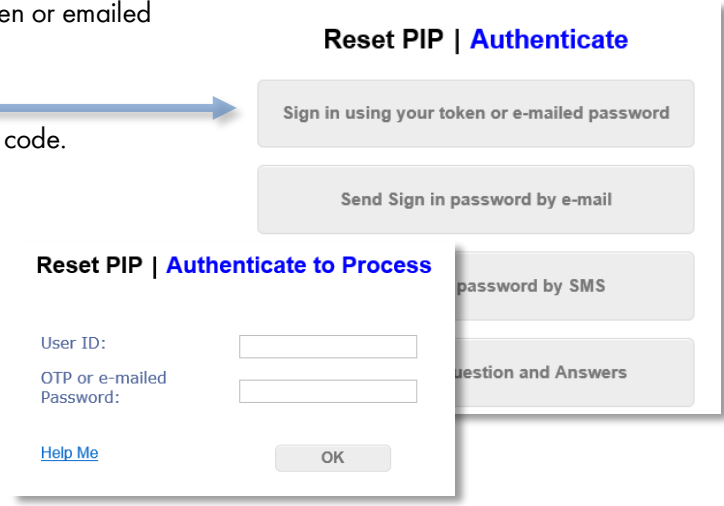 or emailed
code.
Reset PIP | Authenticate
Sign in using your token or e-mailed password
Send Sign in password by e-mail
password by SMS
and Answers
Reset PIP | Authenticate to Process
User ID:
OTP or e-mailed
Password:
Help Me
OK